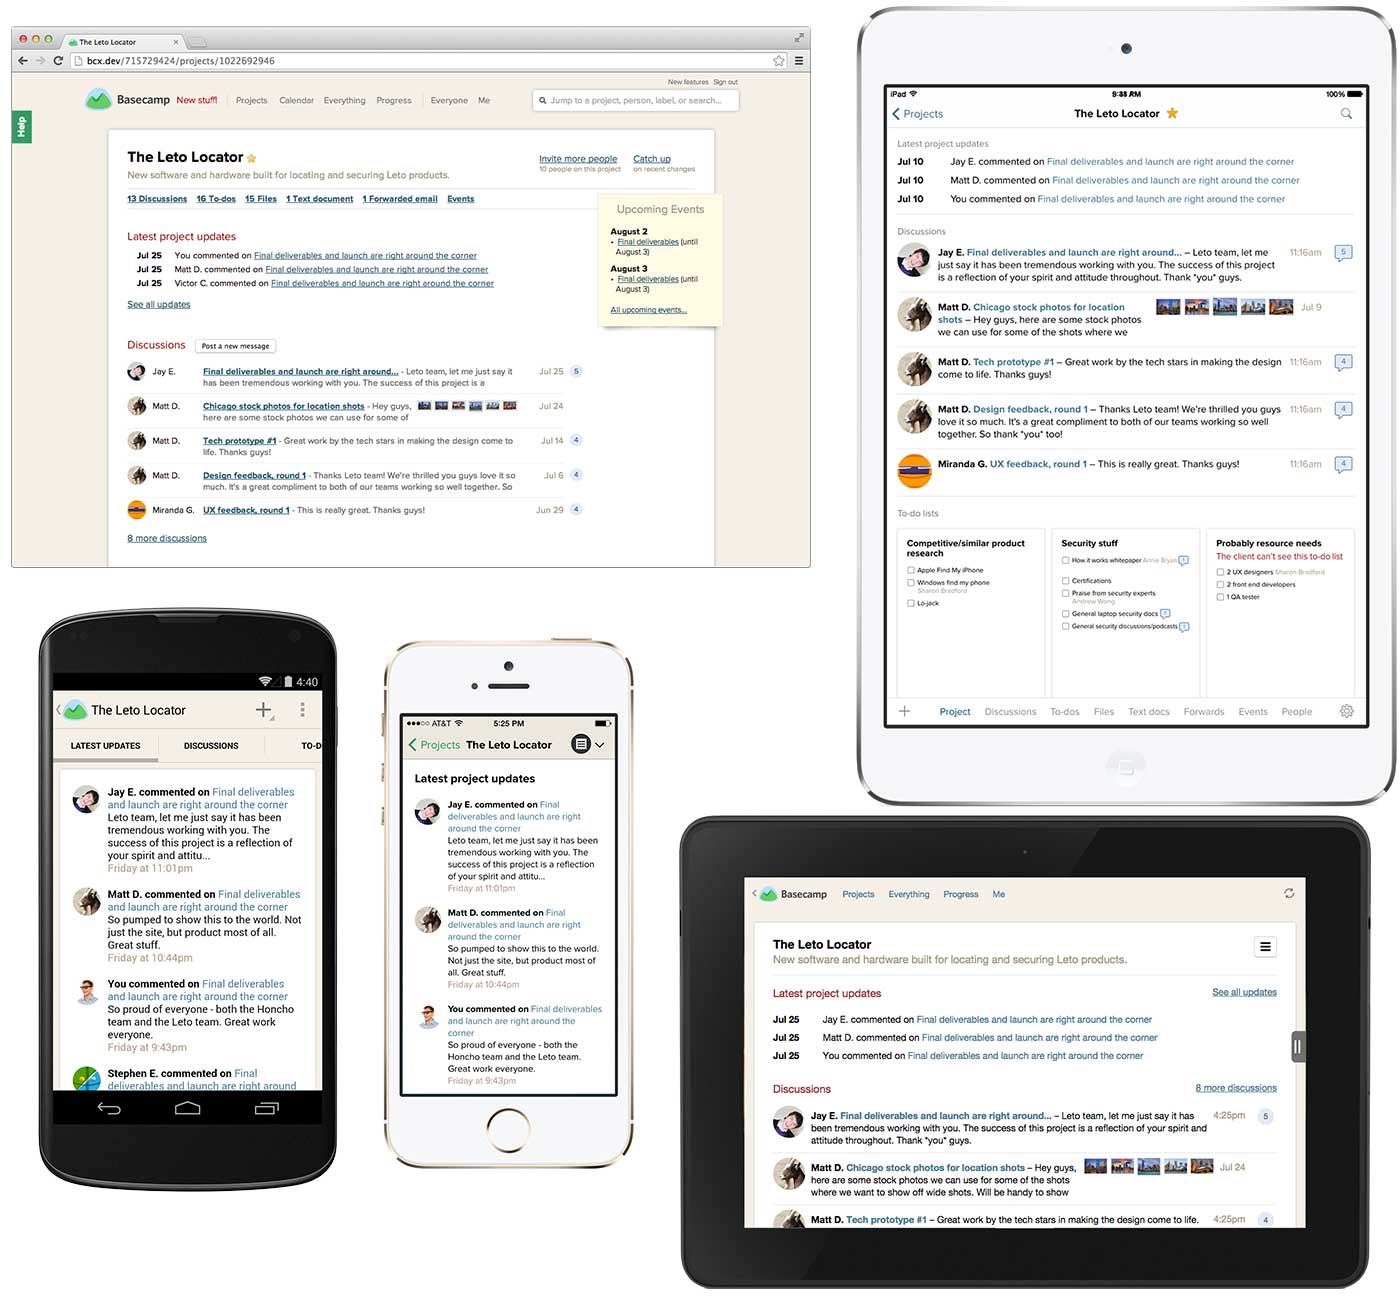 The Leto Locator
bcx.dev/715729424/projects/1022692946
New features Sign out
Basecamp New stuff! Projects Calendar Everything Progress Everyone Me Jump to a project, person, label, or search...
Help
The Leto Locator
Invite more people Catch up
10 people on this project on recent changes
New software and hardware built for locating and securing Leto products.
13 Discussions 16 To-dos 15 Files 1 Text document 1 Forwarded email Events
Upcoming Events
August 2
• Final deliverables (until
August 3)
August 3
• Final deliverables (until
August 3)
All upcoming events...
Latest project updates
Jul 25 You commented on Final deliverables and launch are right around the corner
Jul 25 Matt D. commented on Final deliverables and launch are right around the corner
Jul 25 Victor C. commented on Final deliverables and launch are right around the corner
See all updates
Discussions Post a new message
Jay E. Final deliverables and launch are right around... - Leto team, let me just say it Jul 25 5
has been tremendous working with you. The success of this project is a
Matt D. Chicago stock photos for location shots - Hey guys, Jul 24
here are some stock photos we can use for some of
Matt D. Tech prototype #1 - Great work by the tech stars in making the design come to Jul 14 4
life. Thanks guys!
Matt D. Design feedback, round 1 - Thanks Leto team! We're thrilled you guys love it so Jul 6 4
much. It's a great compliment to both of our teams working so well together. So
Miranda G. UX feedback, round 1 - This is really great. Thanks guys! Jun 29 4
8 more discussions
iPad 9:41 AM 100%
Projects The Leto Locator
Latest project updates
Jul 10 Jay E. commented on Final deliverables and launch are right around the corner
Jul 10 Matt D. commented on Final deliverables and launch are right around the corner
Jul 10 You commented on Final deliverables and launch are right around the corner
Discussions
Jay E. Final deliverables and launch are right around... – Leto team, let me 11:16am 5
just say it has been tremendous working with you. The success of this project
is a reflection of your spirit and attitude throughout. Thank *you* guys.
Matt D. Chicago stock photos for location Jul 9
shots – Hey guys, here are some stock photos
we can use for some of the shots where we
Matt D. Tech prototype #1 – Great work by the tech stars in making the design 11:16am 4
come to life. Thanks guys!
Matt D. Design feedback, round 1 – Thanks Leto team! We're thrilled you guys 11:16am 4
love it so much. It's a great compliment to both of our teams working so well
together. So thank *you* too!
Miranda G. UX feedback, round 1 – This is really great. Thanks guys! 11:16am 4
To-do lists
Competitive/similar product
research
Apple Find My iPhone
Windows find my phone
Sharon Bradford
Lo-jack
Security stuff
How it works whitepaper Annie Bryan 1
Certifications
Praise from security experts
Andrew Wong
General laptop security docs 1
General security discussions/podcasts 1
Probably resource needs
The client can't see this to-do list
2 UX designers Sharon Bradford
2 front end developers
1 QA tester
Project Discussions To-dos Files Text docs Forwards Events People
4:40
The Leto Locator
LATEST UPDATES DISCUSSIONS TO-D
Jay E. commented on Final deliverables
and launch are right around the corner
Leto team, let me just say it has been
tremendous working with you. The
success of this project is a reflection of
your spirit and attitu...
Friday at 11:01pm
Matt D. commented on Final deliverables
and launch are right around the corner
So pumped to show this to the world. Not
just the site, but product most of all.
Great stuff.
Friday at 10:44pm
You commented on Final deliverables
and launch are right around the corner
So proud of everyone - both the Honcho
team and the Leto team. Great work
everyone.
Friday at 9:43pm
Stephen E. commented on Final
deliverables and launch are right around
AT&T 5:25 PM
Projects The Leto Locator
Latest project updates
Jay E. commented on Final
deliverables and launch are right
around the corner
Leto team, let me just say it has been
tremendous working with you. The
success of this project is a reflection
of your spirit and attitu...
Friday at 11:01pm
Matt D. commented on Final
deliverables and launch are right
around the corner
So pumped to show this to the world.
Not just the site, but product most of
all. Great stuff.
Friday at 10:44pm
You commented on Final deliverables
and launch are right around the
corner
So proud of everyone - both the
Honcho team and the Leto team.
Great work everyone.
Friday at 9:43pm
Basecamp Projects Everything Progress Me
The Leto Locator
New software and hardware built for locating and securing Leto products.
Latest project updates See all updates
Jul 25 Jay E. commented on Final deliverables and launch are right around the corner
Jul 25 Matt D. commented on Final deliverables and launch are right around the corner
Jul 25 You commented on Final deliverables and launch are right around the corner
Discussions 8 more discussions
Jay E. Final deliverables and launch are right around... – Leto team, let me just say it has 4:25pm 5
been tremendous working with you. The success of this project is a reflection of your spirit and
attitude throughout. Thank *you* guys.
Matt D. Chicago stock photos for location shots – Hey guys, Jul 24
here are some stock photos we can use for some of the shots
where we want to show off wide shots. Will be handy to show
Matt D. Tech prototype #1 – Great work by the tech stars in making the design come to life. 4:25pm 4